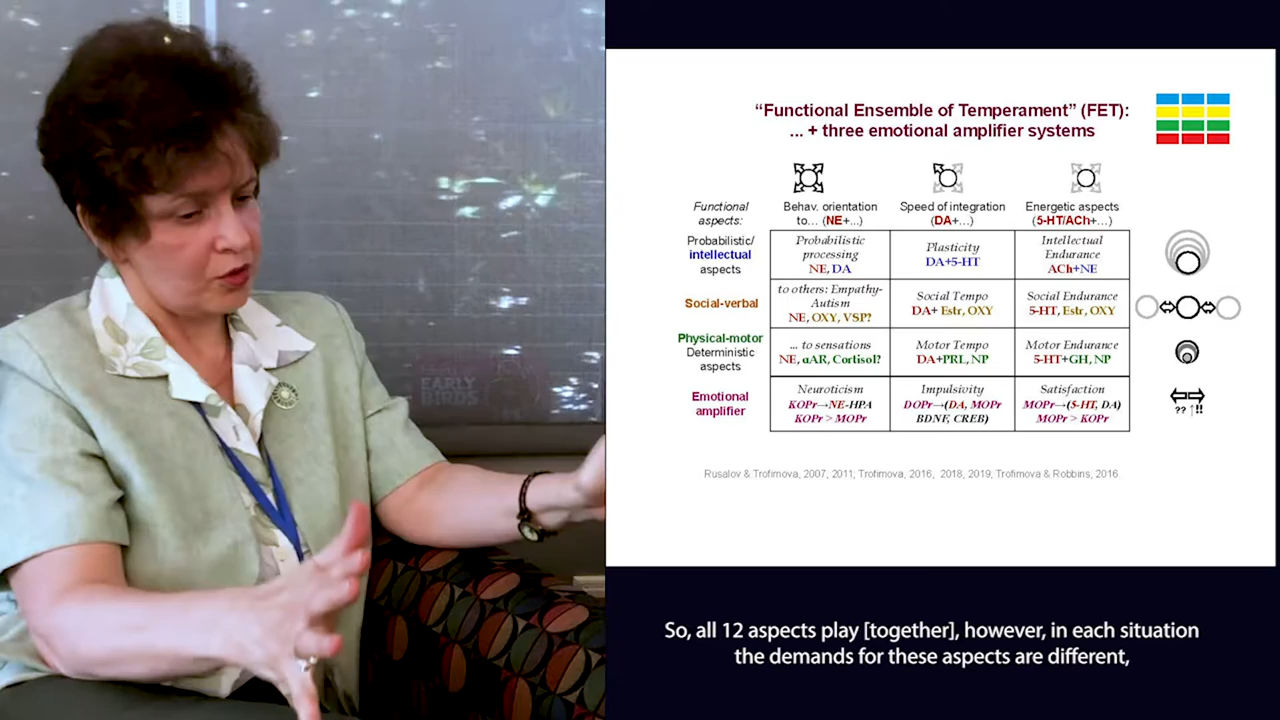 EARLY
BIRDS
“Functional Ensemble of Temperament” (FET):
... + three emotional amplifier systems
Functional
aspects:
Behav. orientation
to... (NE+...)
Speed of integration
(DA+...)
Energetic aspects
(5-HT/ACh+...)
Probabilistic/
intellectual
aspects
Probabilistic
processing
NE, DA
Plasticity
DA+5-HT
Intellectual
Endurance
ACh+NE
Social-verbal
to others: Empathy-
Autism
NE, OXY, VSP?
Social Tempo
DA+ Estr, OXY
Social Endurance
5-HT, Estr, OXY
Physical-motor
Deterministic
aspects
... to sensations
NE, αAR, Cortisol?
Motor Tempo
DA+PRL, NP
Motor Endurance
5-HT+GH, NP
Emotional
amplifier
Neuroticism
KOPr→NE-HPA
KOPr > MOPr
Impulsivity
DOPr→(DA, MOPr
BDNF, CREB)
Satisfaction
MOPr→(5-HT, DA)
MOPr > KOPr
?? ↑!!
Rusalov & Trofimova, 2007, 2011; Trofimova, 2016, 2018, 2019, Trofimova & Robbins, 2016.
So, all 12 aspects play [together], however, in each situation
the demands for these aspects are different,